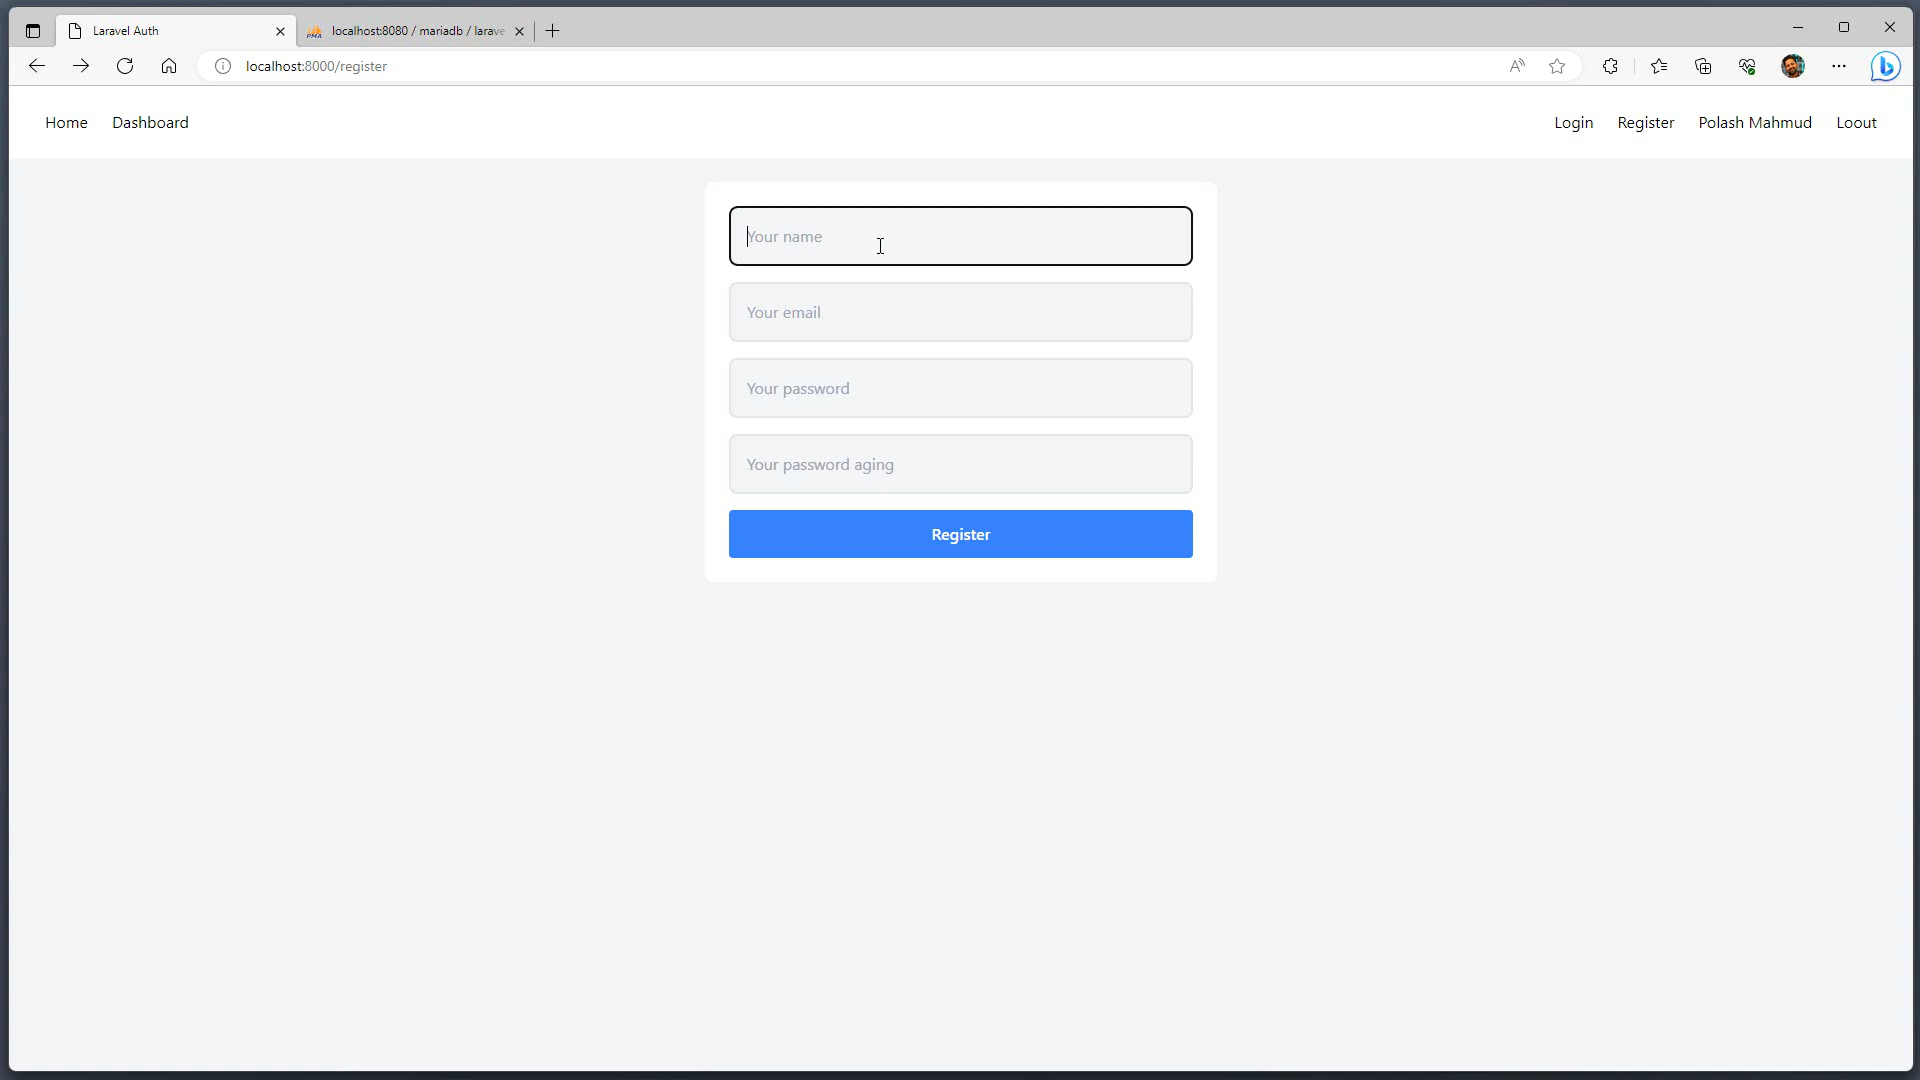 Laravel Auth
localhost:8080 / mariadb / larave
localhost:8000/register
Home Dashboard Login Register Polash Mahmud Loout
Your name
Your email
Your password
Your password aging
Register